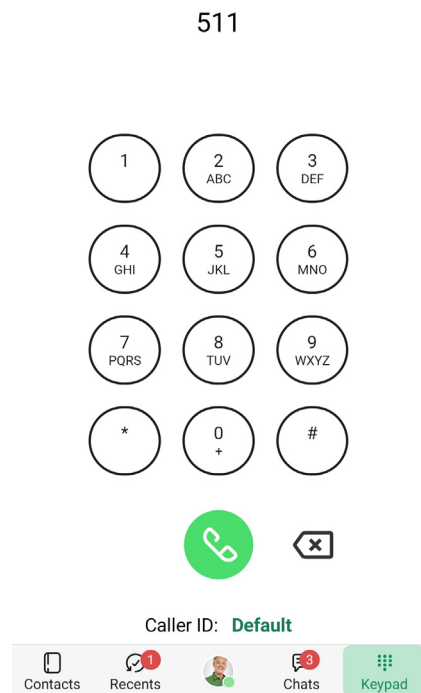 511
1 2 3
ABC DEF
4 5 6
GHI JKL MNO
7 8 9
PQRS TUV WXYZ
* 0 #
+
Caller ID: Default
1 3
Contacts Recents Chats Keypad